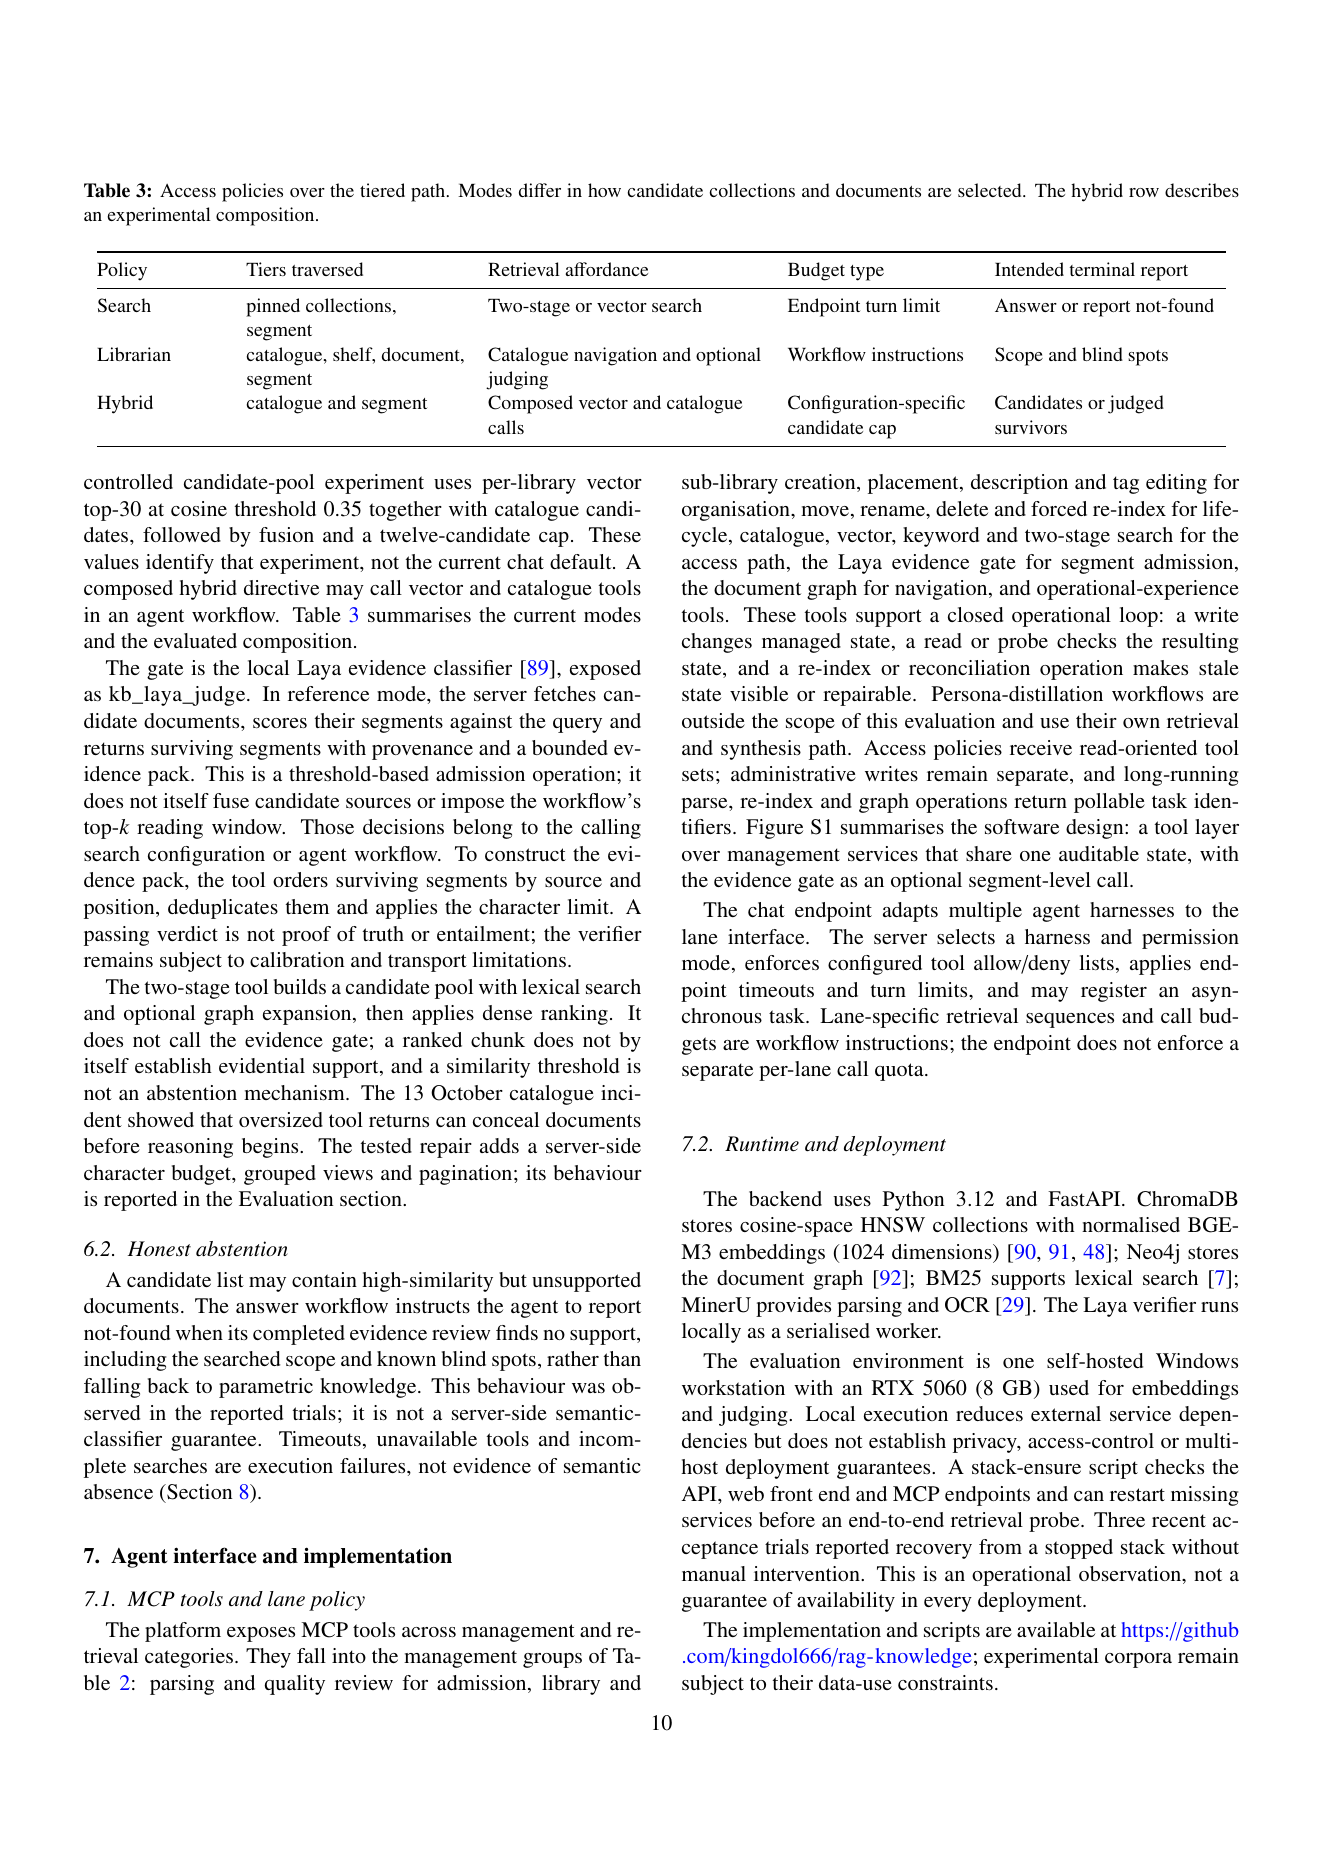 Table 3: Access policies over the tiered path. Modes differ in how candidate collections and documents are selected. The hybrid row describes
an experimental composition.
Policy Tiers traversed Retrieval affordance Budget type Intended terminal report
Search pinned collections, Two-stage or vector search Endpoint turn limit Answer or report not-found
segment
Librarian catalogue, shelf, document, Catalogue navigation and optional Workflow instructions Scope and blind spots
segment judging
Hybrid catalogue and segment Composed vector and catalogue Configuration-specific Candidates or judged
calls candidate cap survivors
controlled candidate-pool experiment uses per-library vector
top-30 at cosine threshold 0.35 together with catalogue candi-
dates, followed by fusion and a twelve-candidate cap. These
values identify that experiment, not the current chat default. A
composed hybrid directive may call vector and catalogue tools
in an agent workflow. Table 3 summarises the current modes
and the evaluated composition.
The gate is the local Laya evidence classifier [89], exposed
as kb_laya_judge. In reference mode, the server fetches can-
didate documents, scores their segments against the query and
returns surviving segments with provenance and a bounded ev-
idence pack. This is a threshold-based admission operation; it
does not itself fuse candidate sources or impose the workflow's
top-k reading window. Those decisions belong to the calling
search configuration or agent workflow. To construct the evi-
dence pack, the tool orders surviving segments by source and
position, deduplicates them and applies the character limit. A
passing verdict is not proof of truth or entailment; the verifier
remains subject to calibration and transport limitations.
The two-stage tool builds a candidate pool with lexical search
and optional graph expansion, then applies dense ranking. It
does not call the evidence gate; a ranked chunk does not by
itself establish evidential support, and a similarity threshold is
not an abstention mechanism. The 13 October catalogue inci-
dent showed that oversized tool returns can conceal documents
before reasoning begins. The tested repair adds a server-side
character budget, grouped views and pagination; its behaviour
is reported in the Evaluation section.
6.2. Honest abstention
A candidate list may contain high-similarity but unsupported
documents. The answer workflow instructs the agent to report
not-found when its completed evidence review finds no support,
including the searched scope and known blind spots, rather than
falling back to parametric knowledge. This behaviour was ob-
served in the reported trials; it is not a server-side semantic-
classifier guarantee. Timeouts, unavailable tools and incom-
plete searches are execution failures, not evidence of semantic
absence (Section 8).
7. Agent interface and implementation
7.1. MCP tools and lane policy
The platform exposes MCP tools across management and re-
trieval categories. They fall into the management groups of Ta-
ble 2: parsing and quality review for admission, library and
sub-library creation, placement, description and tag editing for
organisation, move, rename, delete and forced re-index for life-
cycle, catalogue, vector, keyword and two-stage search for the
access path, the Laya evidence gate for segment admission,
the document graph for navigation, and operational-experience
tools. These tools support a closed operational loop: a write
changes managed state, a read or probe checks the resulting
state, and a re-index or reconciliation operation makes stale
state visible or repairable. Persona-distillation workflows are
outside the scope of this evaluation and use their own retrieval
and synthesis path. Access policies receive read-oriented tool
sets; administrative writes remain separate, and long-running
parse, re-index and graph operations return pollable task iden-
tifiers. Figure S1 summarises the software design: a tool layer
over management services that share one auditable state, with
the evidence gate as an optional segment-level call.
The chat endpoint adapts multiple agent harnesses to the
lane interface. The server selects a harness and permission
mode, enforces configured tool allow/deny lists, applies end-
point timeouts and turn limits, and may register an asyn-
chronous task. Lane-specific retrieval sequences and call bud-
gets are workflow instructions; the endpoint does not enforce a
separate per-lane call quota.
7.2. Runtime and deployment
The backend uses Python 3.12 and FastAPI. ChromaDB
stores cosine-space HNSW collections with normalised BGE-
M3 embeddings (1024 dimensions) [90, 91, 48]; Neo4j stores
the document graph [92]; BM25 supports lexical search [7];
MinerU provides parsing and OCR [29]. The Laya verifier runs
locally as a serialised worker.
The evaluation environment is one self-hosted Windows
workstation with an RTX 5060 (8 GB) used for embeddings
and judging. Local execution reduces external service depen-
dencies but does not establish privacy, access-control or multi-
host deployment guarantees. A stack-ensure script checks the
API, web front end and MCP endpoints and can restart missing
services before an end-to-end retrieval probe. Three recent ac-
ceptance trials reported recovery from a stopped stack without
manual intervention. This is an operational observation, not a
guarantee of availability in every deployment.
The implementation and scripts are available at https://github
.com/kingdol666/rag-knowledge; experimental corpora remain
subject to their data-use constraints.
10